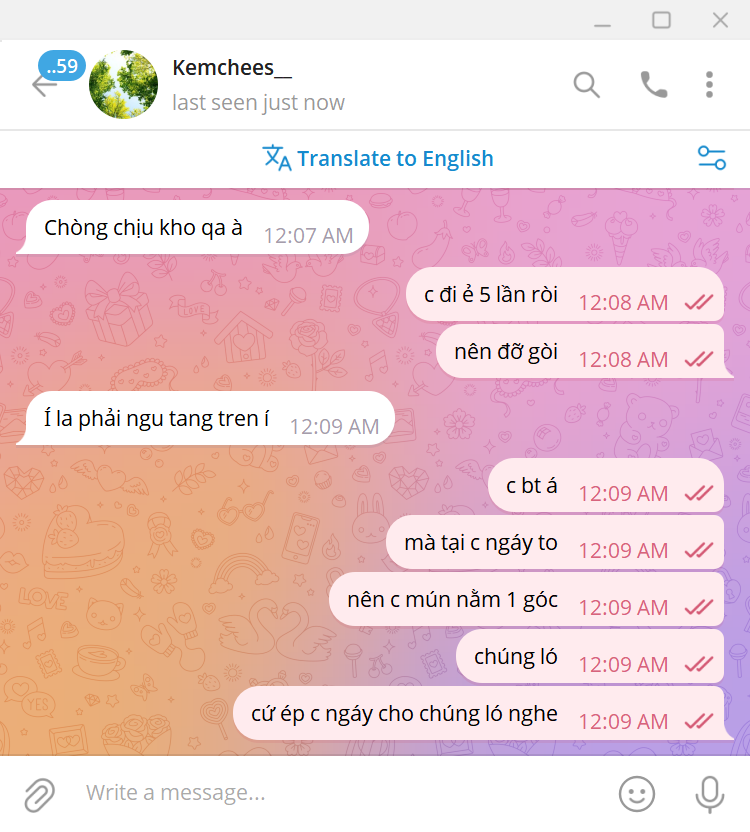 ..59
Kemchees__
last seen just now
Translate to English
Chòng chịu kho qa à 12:07 AM
c đi ẻ 5 lần ròi 12:08 AM
nên đỡ gòi 12:08 AM
Í la phải ngu tang tren í 12:09 AM
c bt á 12:09 AM
mà tại c ngáy to 12:09 AM
nên c mún nằm 1 góc 12:09 AM
chúng ló 12:09 AM
cứ ép c ngáy cho chúng ló nghe 12:09 AM
LOVE
YES
Write a message...